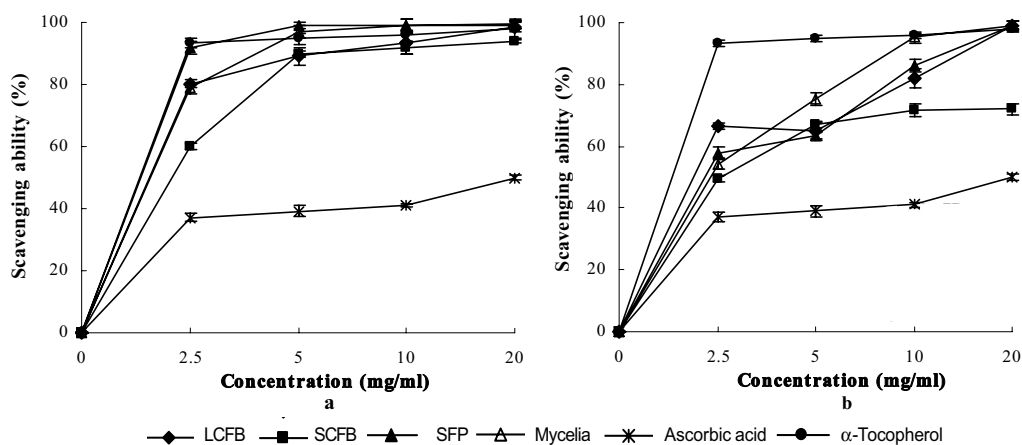 100
80
60
40
20
0
Scavenging ability (%)
0 2.5 5 10 20
Concentration (mg/ml)
a
100
80
60
40
20
0
Scavenging ability (%)
0 2.5 5 10 20
Concentration (mg/ml)
b
LCFB SCFB SFP Mycelia Ascorbic acid α-Tocopherol